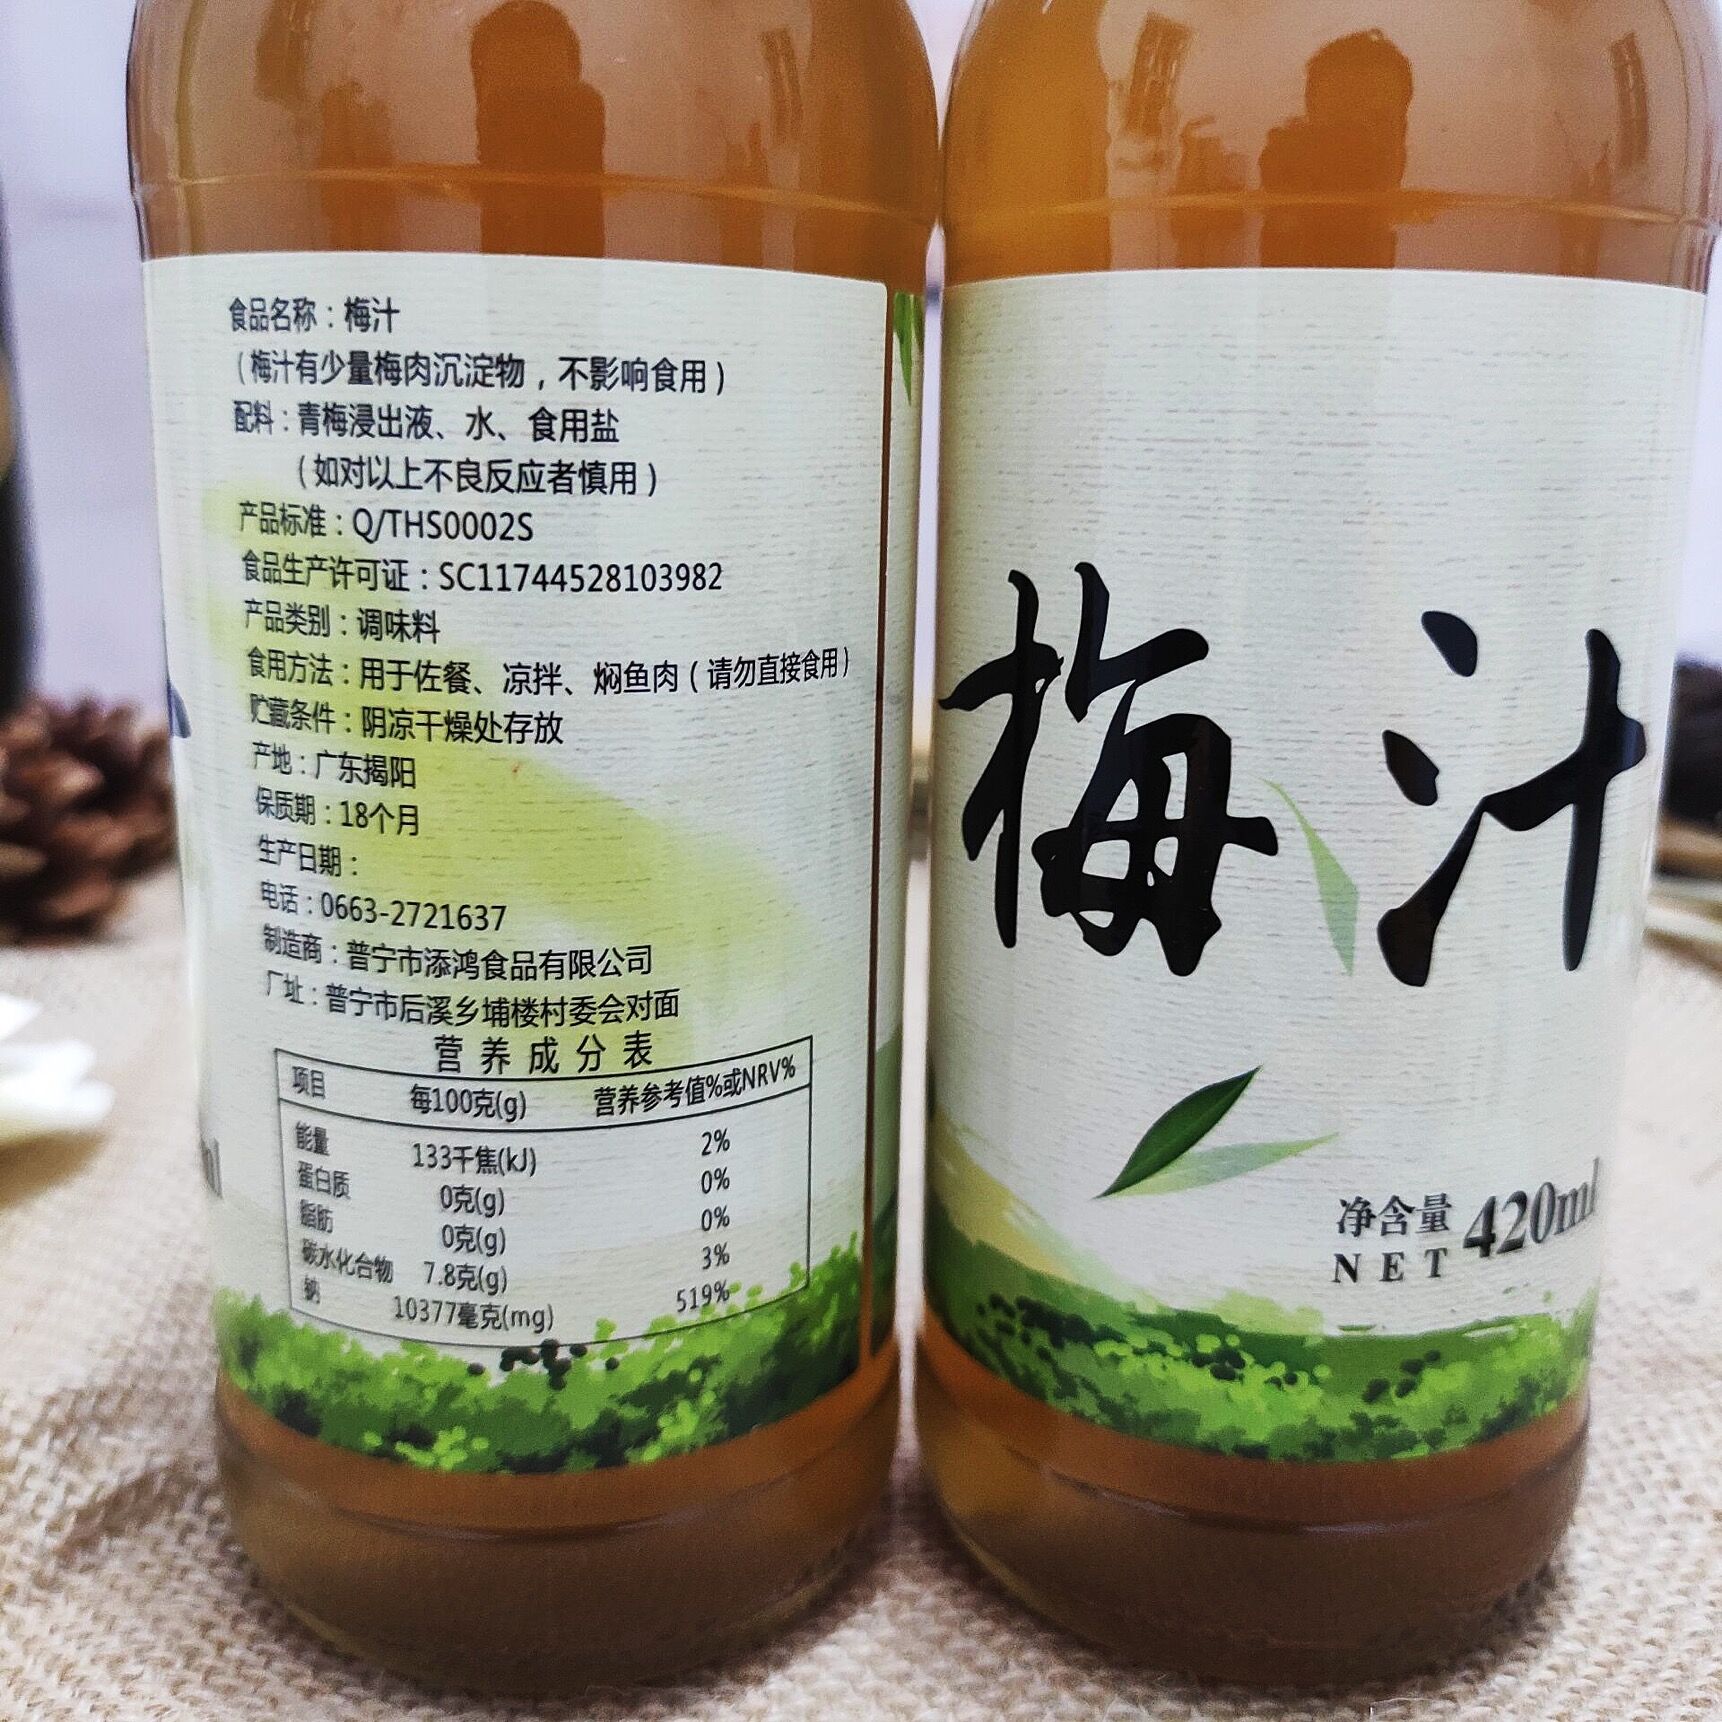 食品名称：梅汁
（梅汁有少量梅肉沉淀物，不影响食用）
配料：青梅浸出液、水、食用盐
（如对以上不良反应者慎用）
产品标准：Q/THS0002S
食品生产许可证：SC11744528103982
产品类别：调味料
食用方法：用于佐餐、凉拌、焖鱼肉（请勿直接食用）
贮藏条件：阴凉干燥处存放
产地：广东揭阳
保质期：18个月
生产日期：
电话：0663-2721637
制造商：普宁市添鸿食品有限公司
厂址：普宁市后溪乡埔楼村委会对面
营养成分表
项目 每100克(g) 营养参考值%或NRV%
能量 133千焦(kJ) 2%
蛋白质 0克(g) 0%
脂肪 0克(g) 0%
碳水化合物 7.8克(g) 3%
钠 10377毫克(mg) 519%
梅汁
净含量 420ml
NET